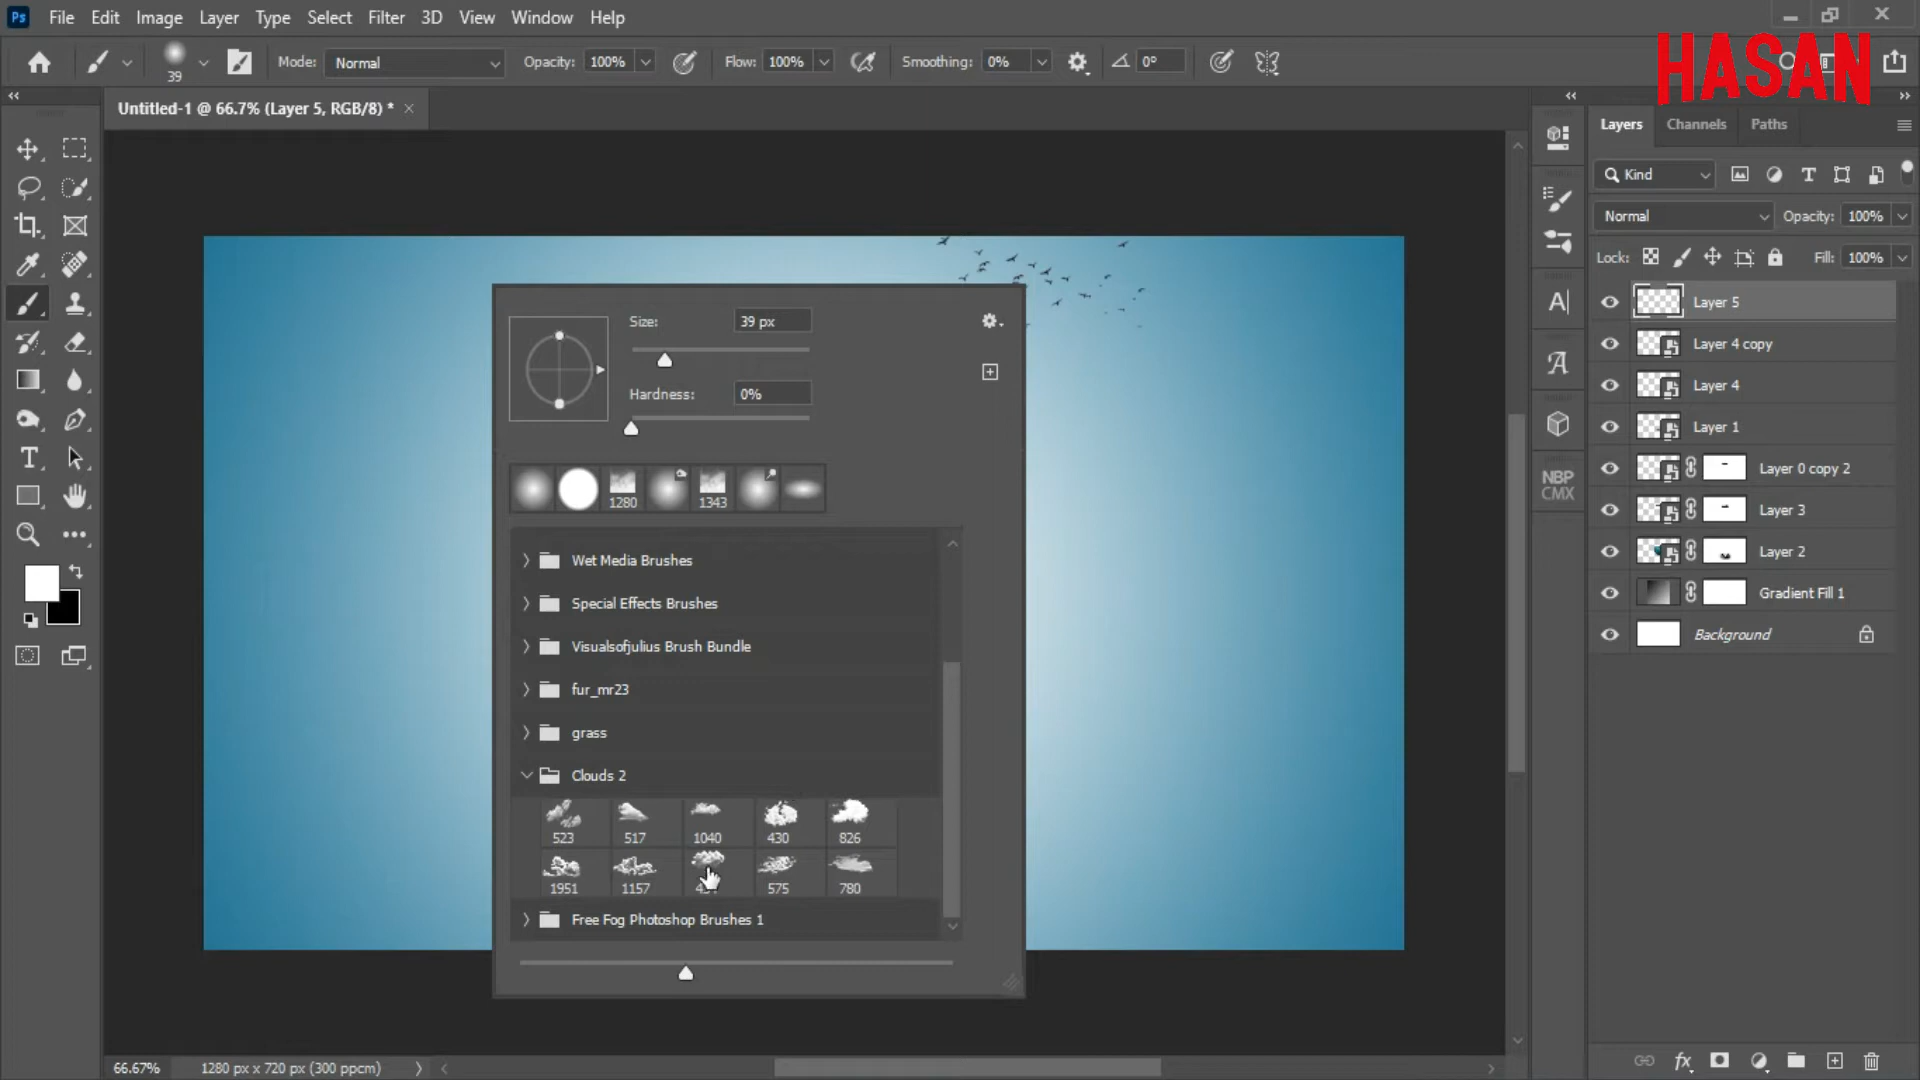 Ps File Edit Image Layer Type Select Filter 3D View Window Help
39 Mode: Normal Opacity: 100% Flow: 100% Smoothing: 0% 0°
HASAN
Untitled-1 @ 66.7% (Layer 5, RGB/8) *
Layers Channels Paths
Kind
Normal Opacity: 100%
Lock: Fill: 100%
Layer 5
Layer 4 copy
Layer 4
Layer 1
Layer 0 copy 2
Layer 3
Layer 2
Gradient Fill 1
Background
NBP
CMX
Size: 39 px
Hardness: 0%
1280 1343
Wet Media Brushes
Special Effects Brushes
Visualsofjulius Brush Bundle
fur_mr23
grass
Clouds 2
523 517 1040 430 826
1951 1157 575 780
Free Fog Photoshop Brushes 1
66.67% 1280 px x 720 px (300 ppcm)